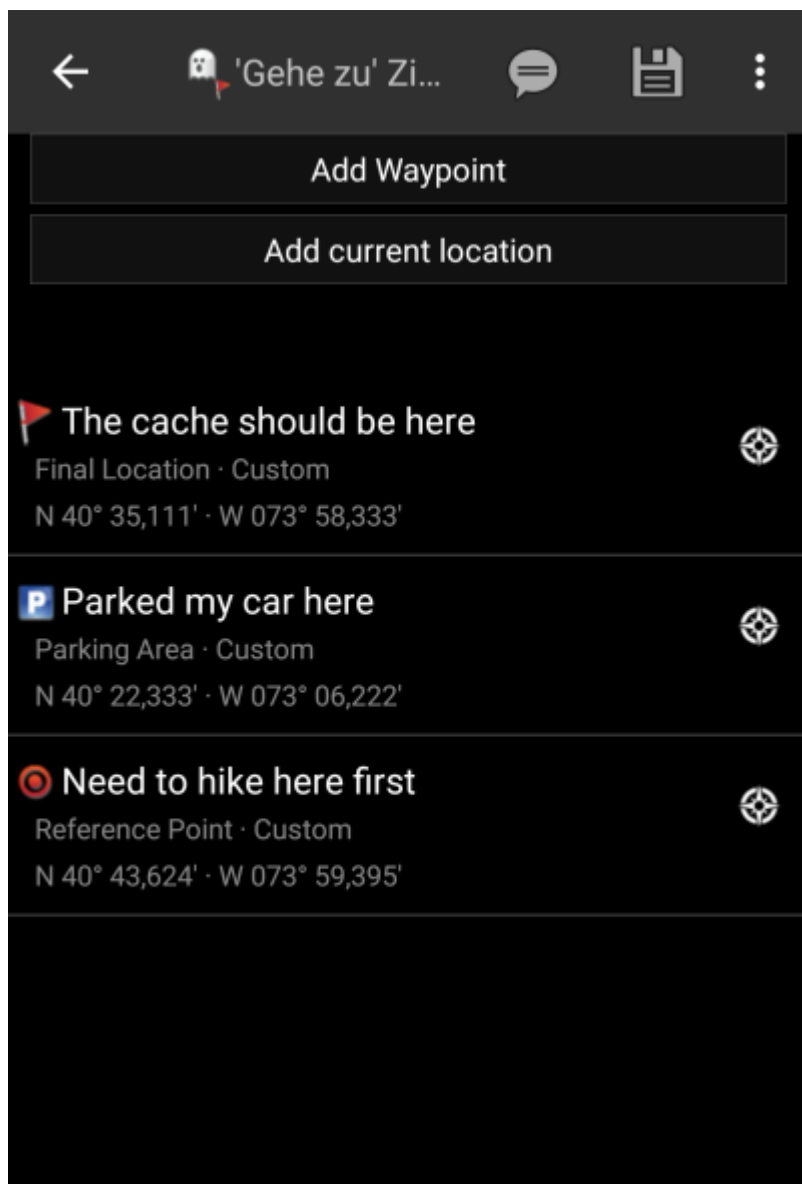 'Gehe zu' Zi...
Add Waypoint
Add current location
The cache should be here
Final Location · Custom
N 40° 35,111' · W 073° 58,333'
P Parked my car here
Parking Area · Custom
N 40° 22,333' · W 073° 06,222'
Need to hike here first
Reference Point · Custom
N 40° 43,624' · W 073° 59,395'